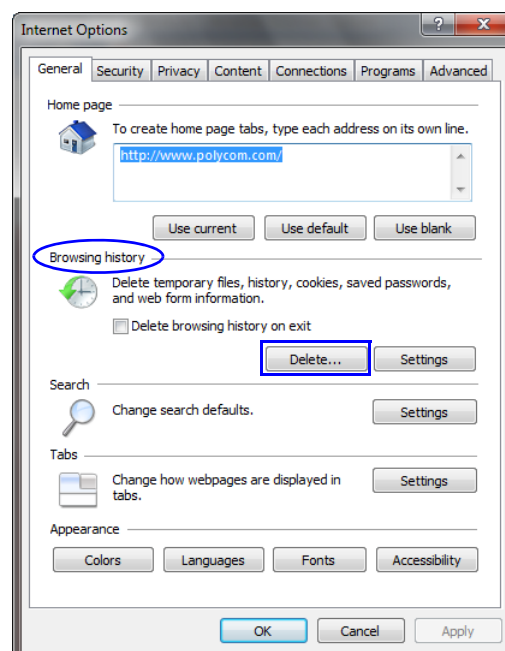 Internet Options
?
X
General Security Privacy Content Connections Programs Advanced
Home page
To create home page tabs, type each address on its own line.
http://www.polycom.com/
Use current Use default Use blank
Browsing history
Delete temporary files, history, cookies, saved passwords,
and web form information.
Delete browsing history on exit
Delete... Settings
Search
Change search defaults. Settings
Tabs
Change how webpages are displayed in Settings
tabs.
Appearance
Colors Languages Fonts Accessibility
OK Cancel Apply